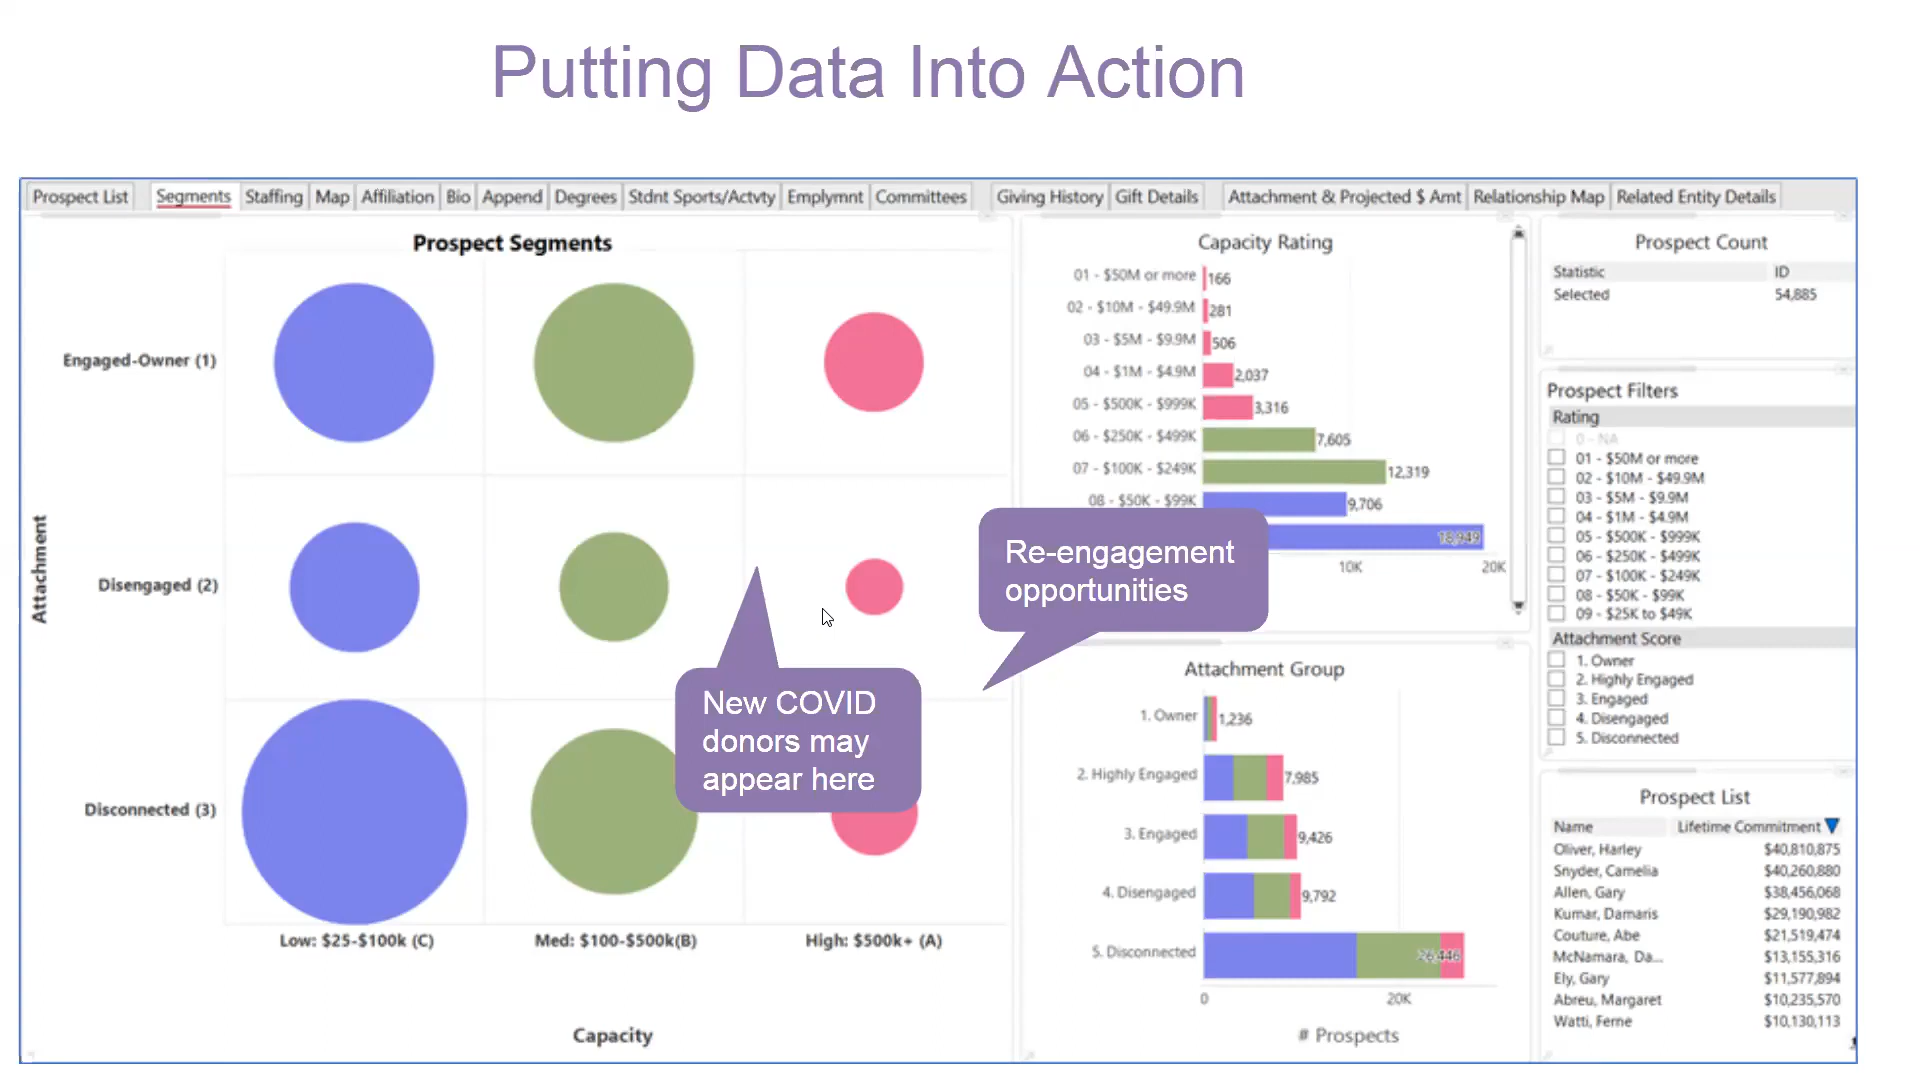 Putting Data Into Action
Prospect List Segments Staffing Map Affiliation Bio Append Degrees Stdnt Sports/Actvty Emplymnt Committees Giving History Gift Details Attachment & Projected $ Amt Relationship Map Related Entity Details
Prospect Segments
Attachment
Engaged-Owner (1)
Disengaged (2)
Disconnected (3)
Low: $25-$100k (C)
Med: $100-$500k(B)
High: $500k+ (A)
Capacity
New COVID
donors may
appear here
Re-engagement
opportunities
Capacity Rating
01 - $50M or more 166
02 - $10M - $49.9M 281
03 - $5M - $9.9M 506
04 - $1M - $4.9M 2,037
05 - $500K - $999K 3,316
06 - $250K - $499K 7,605
07 - $100K - $249K 12,319
08 - $50K - $99K 9,706
18,949
10K 20K
Attachment Group
1. Owner 1,236
2. Highly Engaged 7,985
3. Engaged 9,426
4. Disengaged 9,792
5. Disconnected 26,446
0 20K
# Prospects
Prospect Count
Statistic ID
Selected 54,885
Prospect Filters
Rating
0 - NA
01 - $50M or more
02 - $10M - $49.9M
03 - $5M - $9.9M
04 - $1M - $4.9M
05 - $500K - $999K
06 - $250K - $499K
07 - $100K - $249K
08 - $50K - $99K
09 - $25K to $49K
Attachment Score
1. Owner
2. Highly Engaged
3. Engaged
4. Disengaged
5. Disconnected
Prospect List
Name Lifetime Commitment
Oliver, Harley $40,810,875
Snyder, Camelia $40,260,880
Allen, Gary $38,456,068
Kumar, Damaris $29,190,982
Couture, Abe $21,519,474
McNamara, Da... $13,155,316
Ely, Gary $11,577,894
Abreu, Margaret $10,235,570
Watti, Ferne $10,130,113